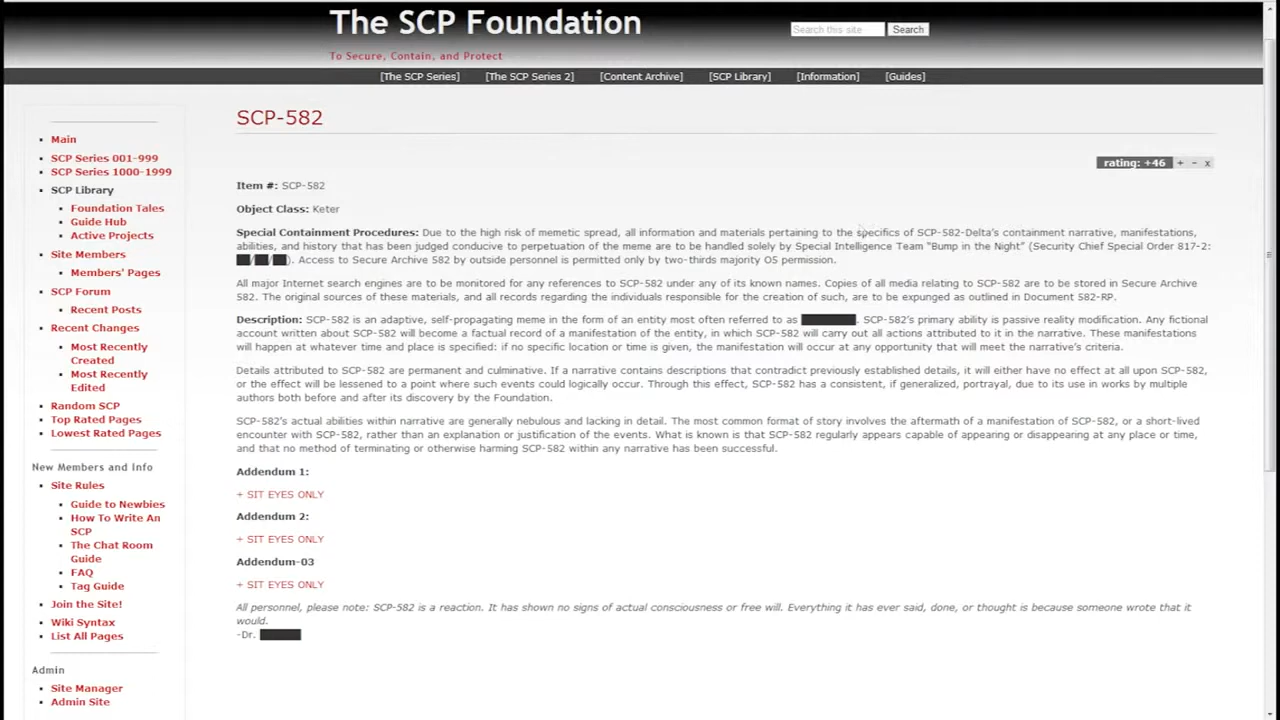 The SCP Foundation
Search this site Search
To Secure, Contain, and Protect
[The SCP Series] [The SCP Series 2] [Content Archive] [SCP Library] [Information] [Guides]
Main
SCP Series 001-999
SCP Series 1000-1999
SCP Library
Foundation Tales
Guide Hub
Active Projects
Site Members
Members' Pages
SCP Forum
Recent Posts
Recent Changes
Most Recently
Created
Most Recently
Edited
Random SCP
Top Rated Pages
Lowest Rated Pages
New Members and Info
Site Rules
Guide to Newbies
How To Write An
SCP
The Chat Room
Guide
FAQ
Tag Guide
Join the Site!
Wiki Syntax
List All Pages
Admin
Site Manager
Admin Site
SCP-582
rating: +46 + - x
Item #: SCP-582
Object Class: Keter
Special Containment Procedures: Due to the high risk of memetic spread, all information and materials pertaining to the specifics of SCP-582-Delta's containment narrative, manifestations,
abilities, and history that has been judged conducive to perpetuation of the meme are to be handled solely by Special Intelligence Team "Bump in the Night" (Security Chief Special Order 817-2:
██/██/██). Access to Secure Archive 582 by outside personnel is permitted only by two-thirds majority OS permission.
All major Internet search engines are to be monitored for any references to SCP-582 under any of its known names. Copies of all media relating to SCP-582 are to be stored in Secure Archive
582. The original sources of these materials, and all records regarding the individuals responsible for the creation of such, are to be expunged as outlined in Document 582-RP.
Description: SCP-582 is an adaptive, self-propagating meme in the form of an entity most often referred to as ████████. SCP-582's primary ability is passive reality modification. Any fictional
account written about SCP-582 will become a factual record of a manifestation of the entity, in which SCP-582 will carry out all actions attributed to it in the narrative. These manifestations
will happen at whatever time and place is specified: if no specific location or time is given, the manifestation will occur at any opportunity that will meet the narrative's criteria.
Details attributed to SCP-582 are permanent and culminative. If a narrative contains descriptions that contradict previously established details, it will either have no effect at all upon SCP-582,
or the effect will be lessened to a point where such events could logically occur. Through this effect, SCP-582 has a consistent, if generalized, portrayal, due to its use in works by multiple
authors both before and after its discovery by the Foundation.
SCP-582's actual abilities within narrative are generally nebulous and lacking in detail. The most common format of story involves the aftermath of a manifestation of SCP-582, or a short-lived
encounter with SCP-582, rather than an explanation or justification of the events. What is known is that SCP-582 regularly appears capable of appearing or disappearing at any place or time,
and that no method of terminating or otherwise harming SCP-582 within any narrative has been successful.
Addendum 1:
+ SIT EYES ONLY
Addendum 2:
+ SIT EYES ONLY
Addendum-03
+ SIT EYES ONLY
All personnel, please note: SCP-582 is a reaction. It has shown no signs of actual consciousness or free will. Everything it has ever said, done, or thought is because someone wrote that it
would.
-Dr. ██████